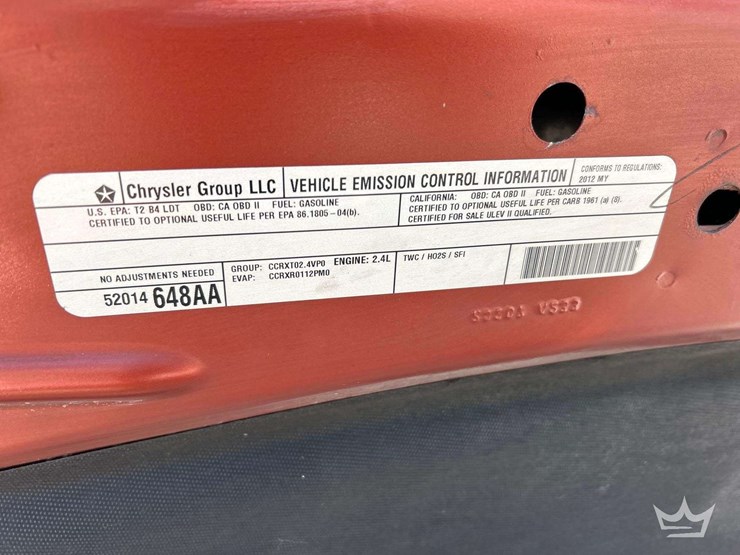 Chrysler Group LLC
VEHICLE EMISSION CONTROL INFORMATION
CONFORMS TO REGULATIONS:
2012 MY
U.S. EPA: T2 B4 LDT OBD: CA OBD II FUEL: GASOLINE
CERTIFIED TO OPTIONAL USEFUL LIFE PER EPA 86.1805-04(b).
CALIFORNIA: OBD: CA OBD II FUEL: GASOLINE
CERTIFIED TO OPTIONAL USEFUL LIFE PER CARB 1961 (a) (8).
CERTIFIED FOR SALE ULEV II QUALIFIED.
NO ADJUSTMENTS NEEDED
52014 648AA
GROUP: CCRXT02.4VP0 ENGINE: 2.4L
EVAP: CCRXR0112PM0
TWC / HO2S / SFI